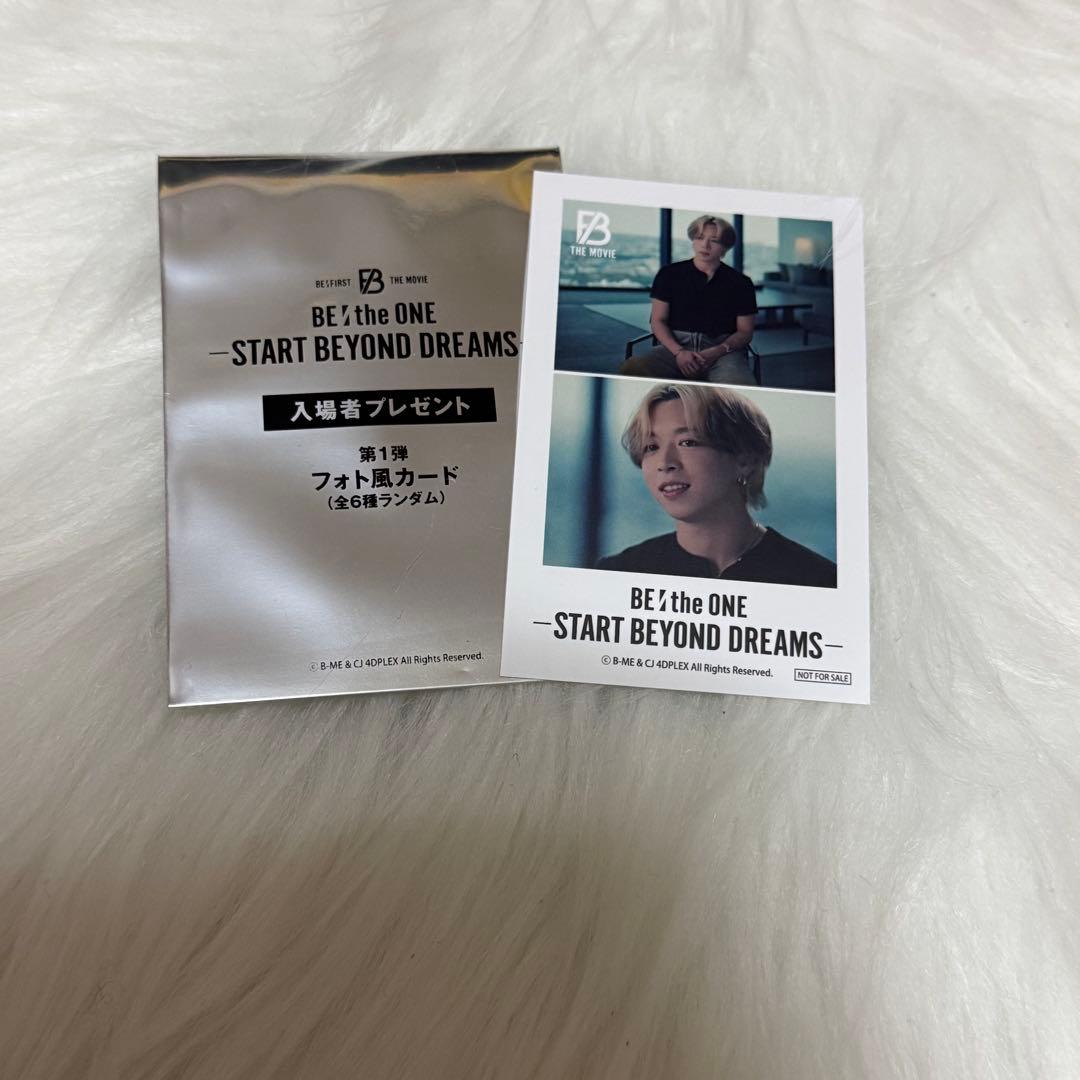 BE:FIRST FB THE MOVIE
BE:the ONE
-START BEYOND DREAMS
入場者プレゼント
第1弾
フォト風カード
(全6種ランダム)
Ⓒ B-ME & CJ 4DPLEX All Rights Reserved.
FB
THE MOVIE
BE:the ONE
-START BEYOND DREAMS-
Ⓒ B-ME & CJ 4DPLEX All Rights Reserved.
NOT FOR SALE